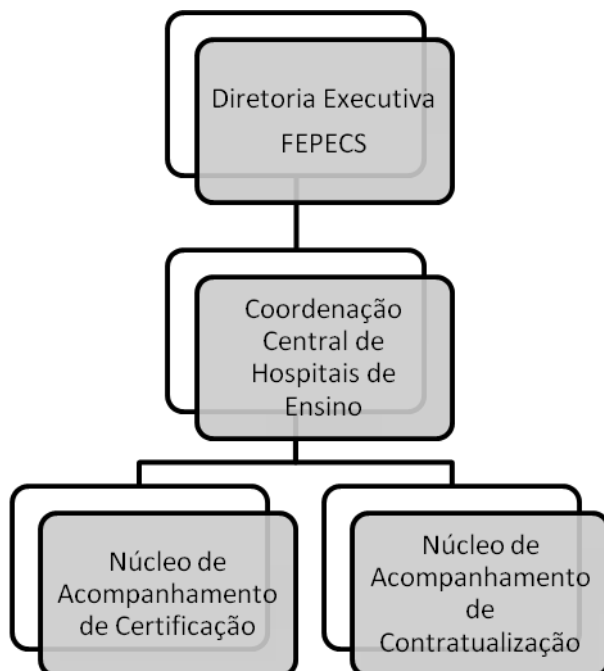 Diretoria Executiva
FEPECS
Coordenação
Central de
Hospitais de
Ensino
Núcleo de
Acompanhamento
de Certificação
Núcleo de
Acompanhamento
de
Contratualização